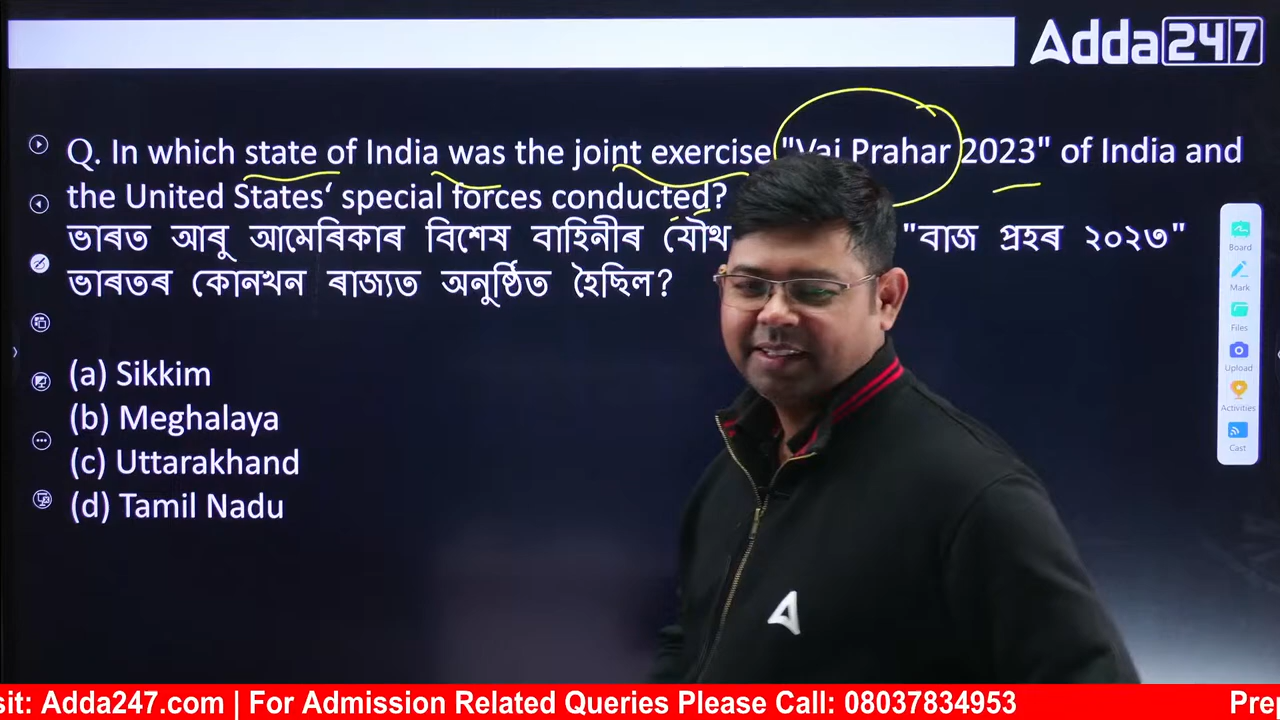 Adda247
Q. In which state of India was the joint exercise "Vaj Prahar 2023" of India and
the United States‘ special forces conducted?
ভাৰত আৰু আমেৰিকাৰ বিশেষ বাহিনীৰ যৌথ "বাজ প্ৰহৰ ২০২৩"
ভাৰতৰ কোনখন ৰাজ্যত অনুষ্ঠিত হৈছিল?
(a) Sikkim
(b) Meghalaya
(c) Uttarakhand
(d) Tamil Nadu
Board
Mark
Files
Upload
Activities
Cast
sit: Adda247.com | For Admission Related Queries Please Call: 08037834953 Pre